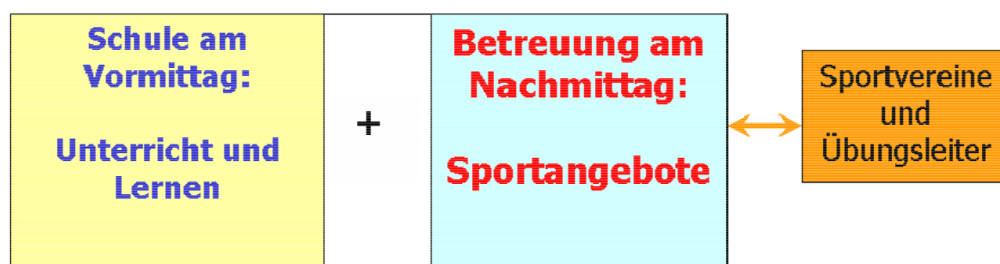 Schule am
Vormittag:
Unterricht und
Lernen
+
Betreuung am
Nachmittag:
Sportangebote
Sportvereine
und
Übungsleiter